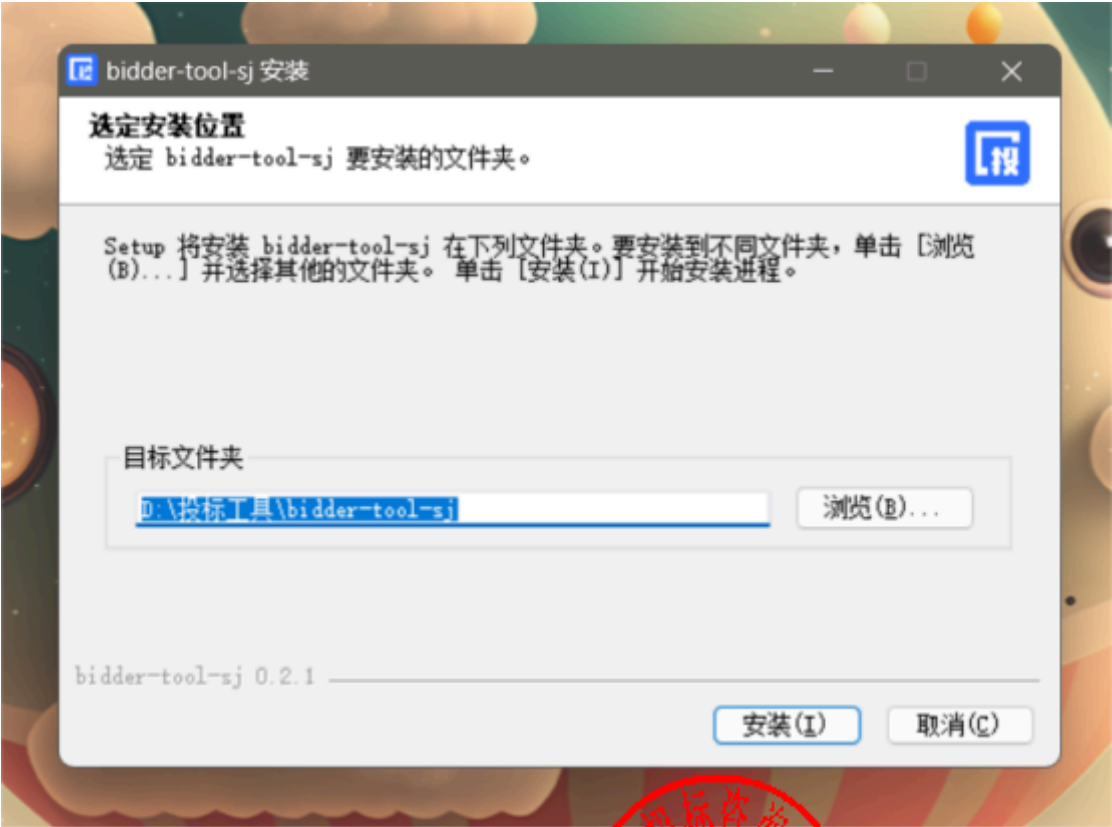 bidder-tool-sj 安装
选定安装位置
选定 bidder-tool-sj 要安装的文件夹。
投
Setup 将安装 bidder-tool-sj 在下列文件夹。要安装到不同文件夹，单击 [浏览
(B)...] 并选择其他的文件夹。 单击 [安装(I)] 开始安装进程。
目标文件夹
D:\投标工具\bidder-tool-sj
浏览(B)...
bidder-tool-sj 0.2.1
安装(I)
取消(C)